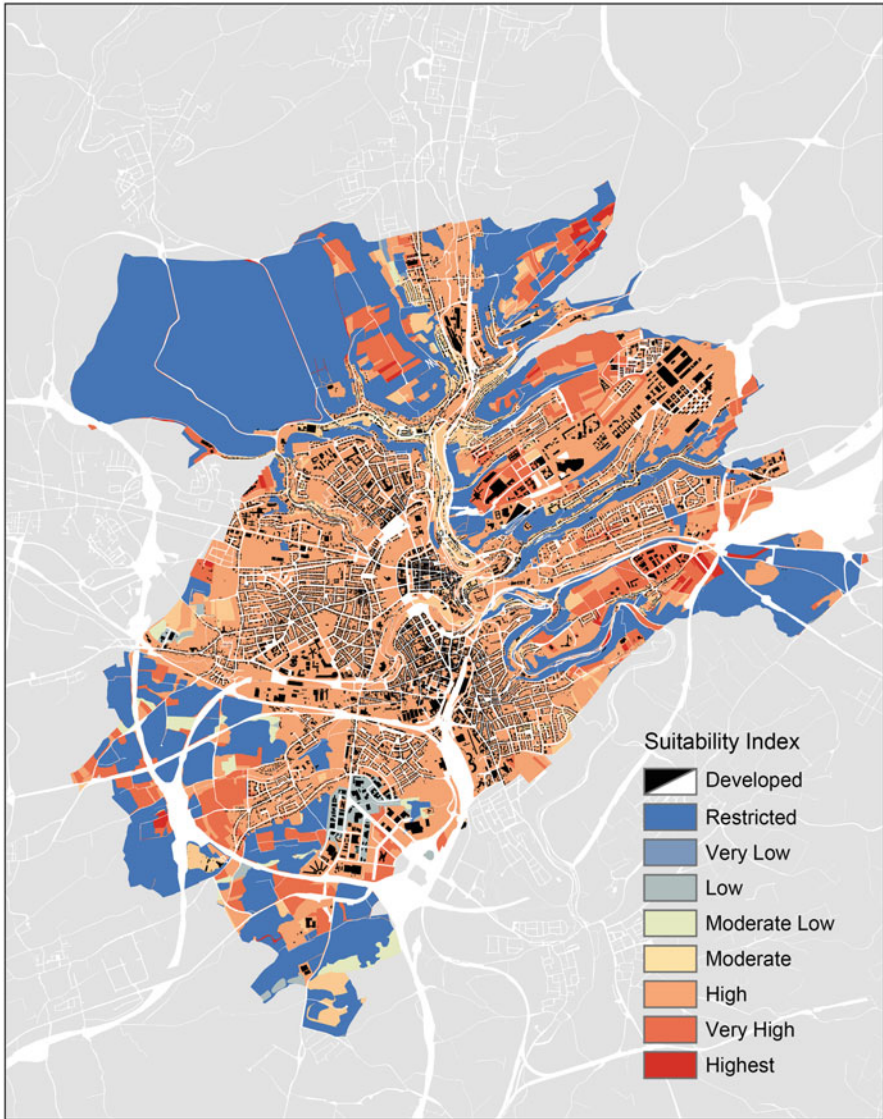 Suitability Index
Developed
Restricted
Very Low
Low
Moderate Low
Moderate
High
Very High
Highest